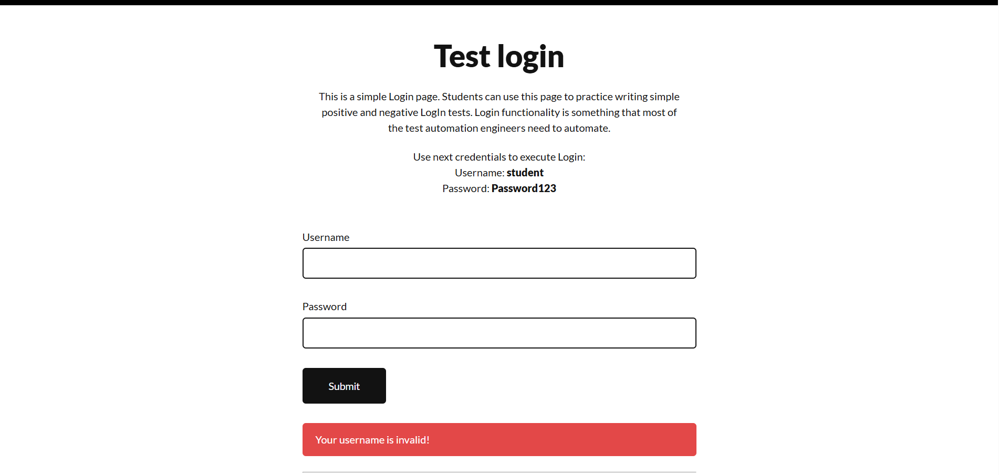 Test login
This is a simple Login page. Students can use this page to practice writing simple
positive and negative LogIn tests. Login functionality is something that most of
the test automation engineers need to automate.
Use next credentials to execute Login:
Username: student
Password: Password123
Username
Password
Submit
Your username is invalid!